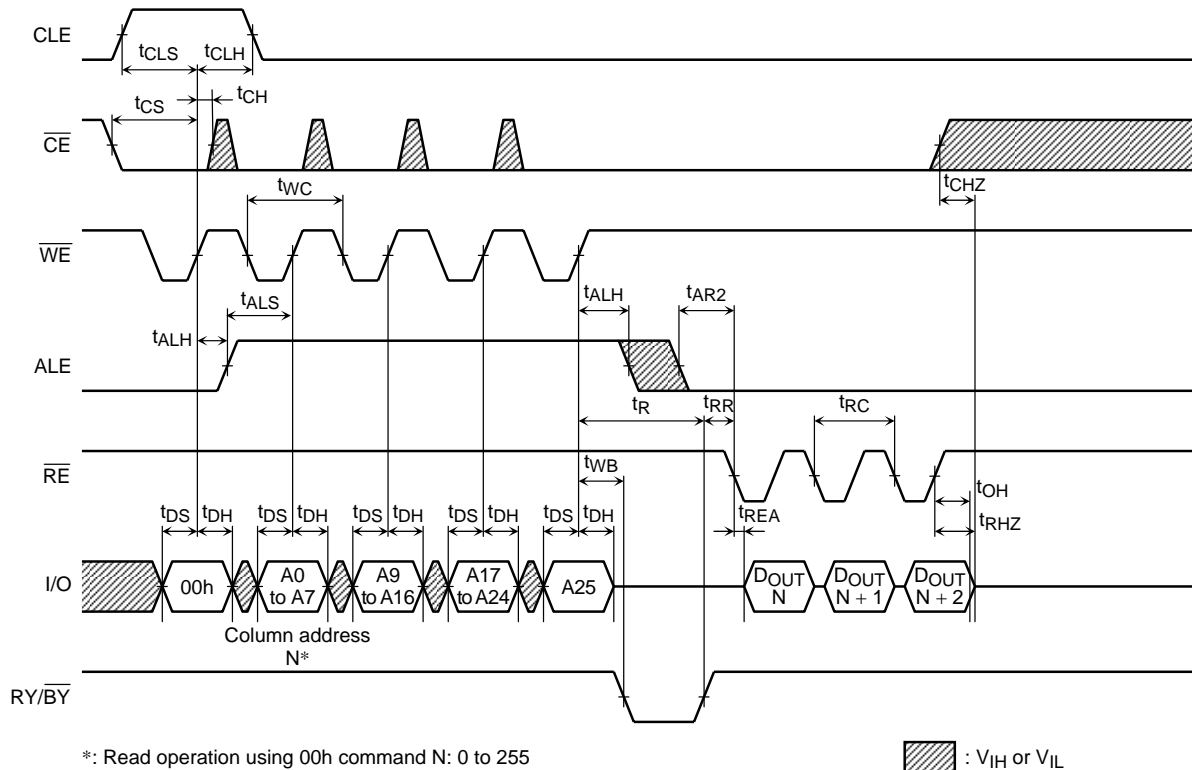 CLE
tCLS tCLH
tCH
tCS
CE
tCHZ
tWC
WE
tALS
tALH tAR2
tALH
ALE
tR tRR tRC
RE
tWB
tOH
tDS tDH tDS tDH tDS tDH tDS tDH tDS tDH
tREA
tRHZ
I/O
00h
A0
to A7
A9
to A16
A17
to A24
A25
DOUT
N
DOUT
N + 1
DOUT
N + 2
Column address
N*
RY/BY
*: Read operation using 00h command N: 0 to 255
: VIH or VIL